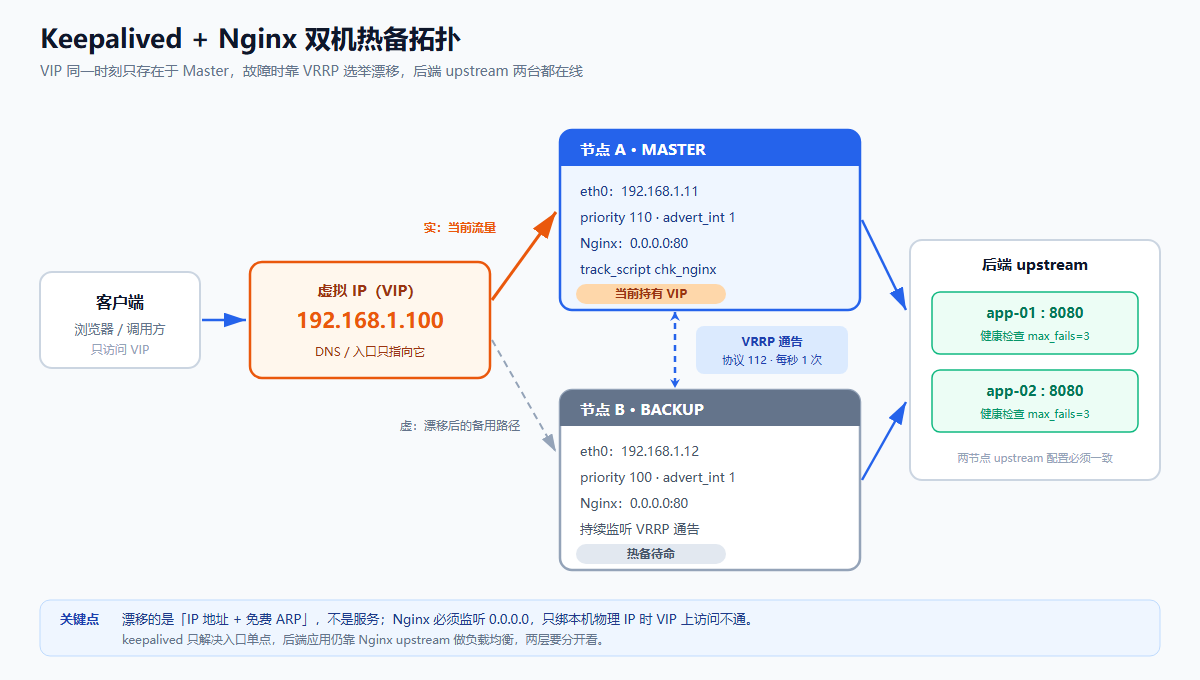 Keepalived + Nginx 双机热备拓扑
VIP 同一时刻只存在于 Master，故障时靠 VRRP 选举漂移，后端 upstream 两台都在线
客户端
浏览器 / 调用方
只访问 VIP
虚拟 IP（VIP）
192.168.1.100
DNS / 入口只指向它
实：当前流量
虚：漂移后的备用路径
节点 A • MASTER
eth0：192.168.1.11
priority 110 · advert_int 1
Nginx：0.0.0.0:80
track_script chk_nginx
当前持有 VIP
VRRP 通告
协议 112 · 每秒 1 次
节点 B • BACKUP
eth0：192.168.1.12
priority 100 · advert_int 1
Nginx：0.0.0.0:80
持续监听 VRRP 通告
热备待命
后端 upstream
app-01 : 8080
健康检查 max_fails=3
app-02 : 8080
健康检查 max_fails=3
两节点 upstream 配置必须一致
关键点 漂移的是「IP 地址 + 免费 ARP」，不是服务；Nginx 必须监听 0.0.0.0，只绑本机物理 IP 时 VIP 上访问不通。
keepalived 只解决入口单点，后端应用仍靠 Nginx upstream 做负载均衡，两层要分开看。